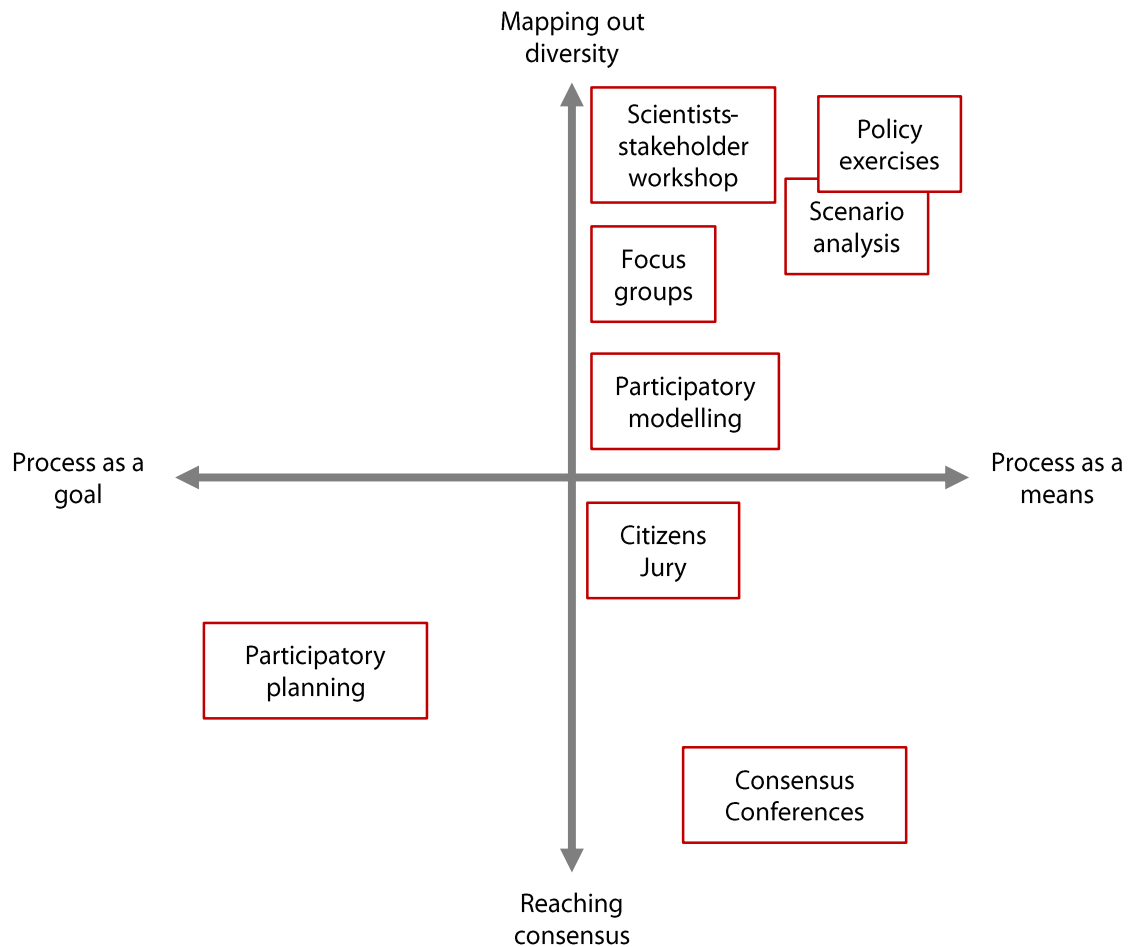 Mapping out
diversity
Scientists-
stakeholder
workshop
Policy
exercises
Scenario
analysis
Focus
groups
Participatory
modelling
Process as a
goal
Process as a
means
Citizens
Jury
Participatory
planning
Consensus
Conferences
Reaching
consensus